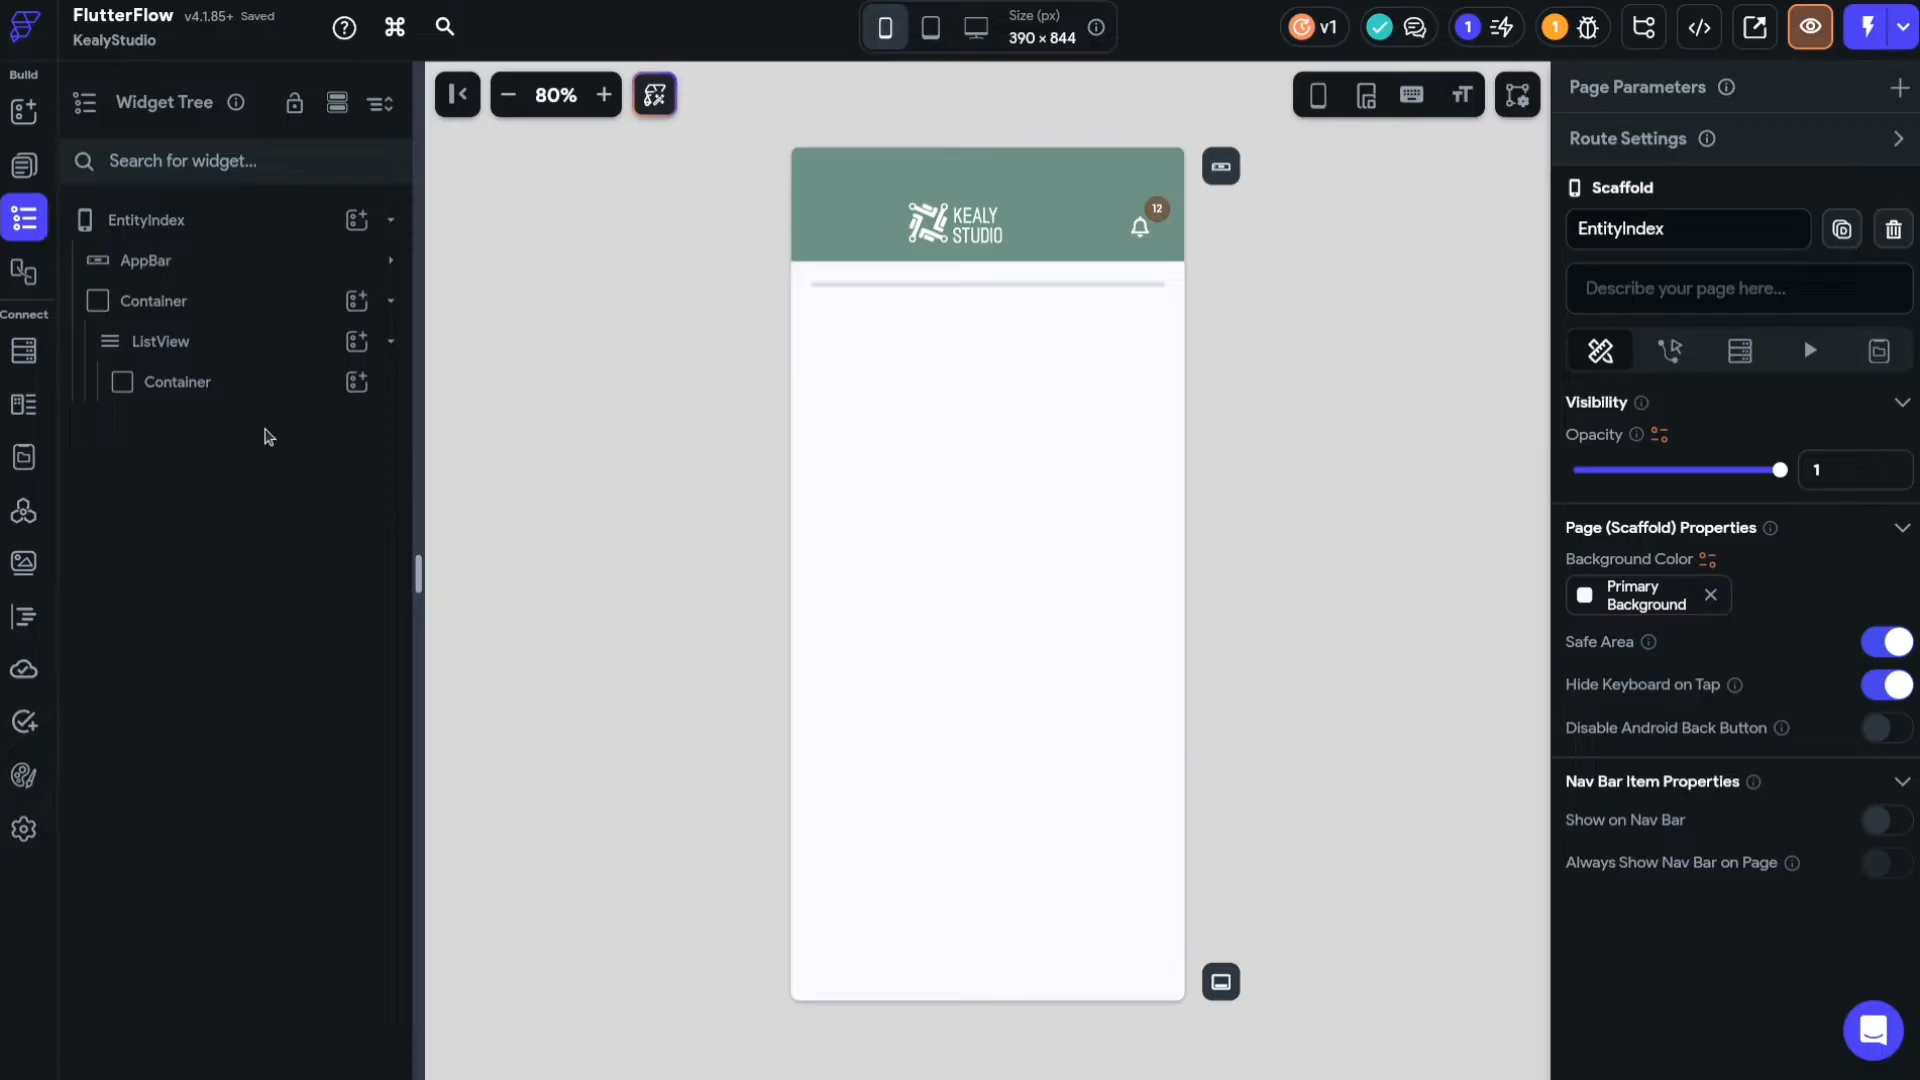 FlutterFlow v4.1.85+ Saved
KealyStudio
Size (px)
390 × 844
v1
1
1
Build
Widget Tree
Search for widget...
EntityIndex
AppBar
Container
ListView
Container
Connect
80%
KEALY
STUDIO
12
Page Parameters
Route Settings
Scaffold
EntityIndex
Describe your page here...
Visibility
Opacity
1
Page (Scaffold) Properties
Background Color
Primary
Background
Safe Area
Hide Keyboard on Tap
Disable Android Back Button
Nav Bar Item Properties
Show on Nav Bar
Always Show Nav Bar on Page